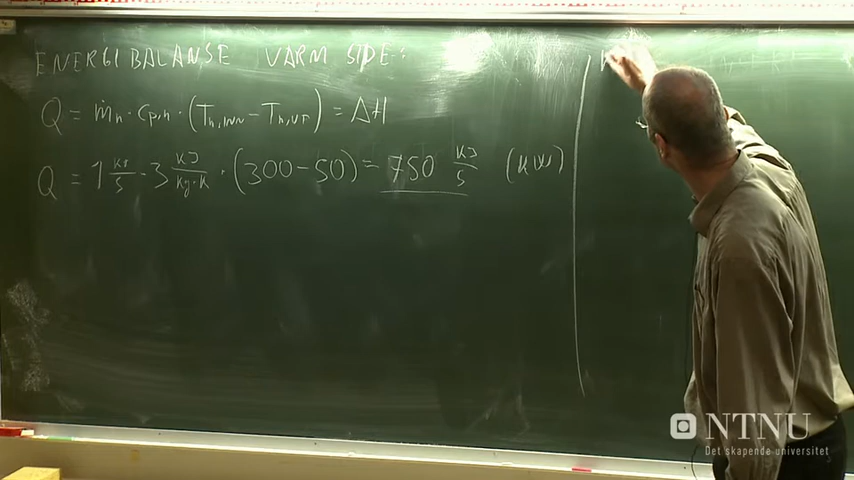 ENERGIBALANSE VARM SIDE:
Q = ṁh · Cp,h · (Th,INN - Th,UT) = ΔH
Q = 1 kg/s · 3 kJ/kg·K · (300 - 50) = 750 kJ/s (kW)
NTNU
Det skapende universitet